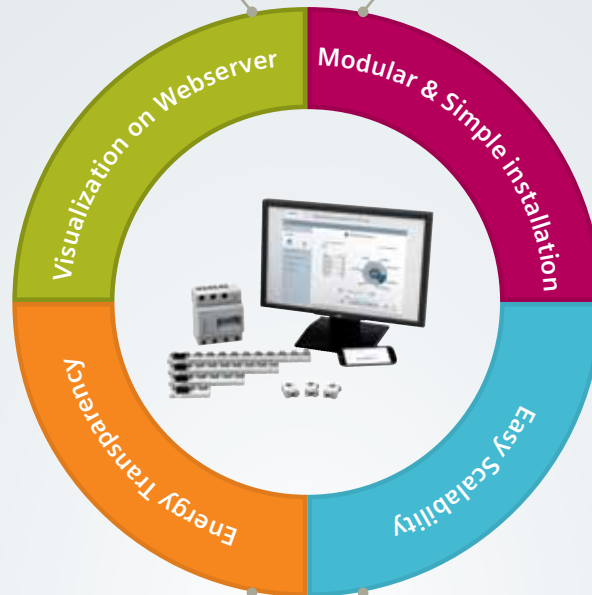 Visualization on Webserver
Modular & Simple installation
Energy Transparency
Easy Scalability